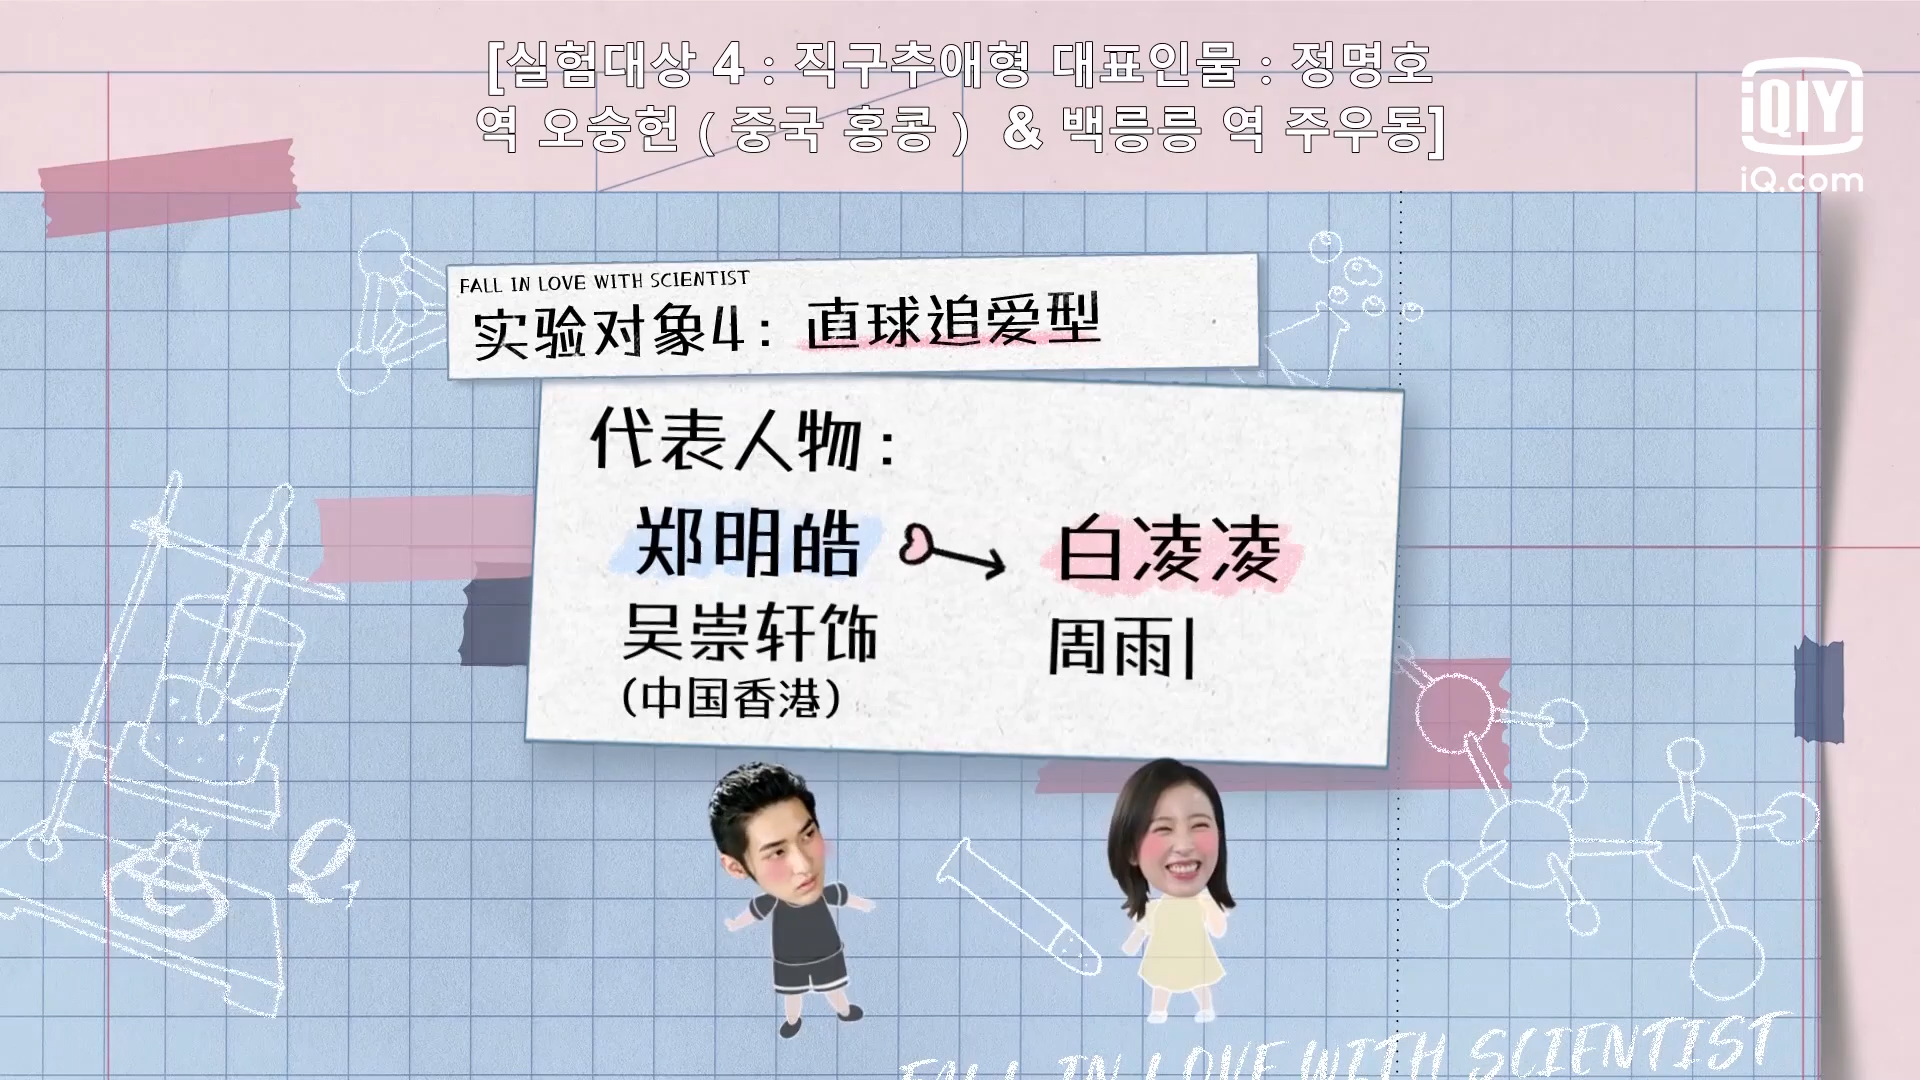 [실험대상 4 : 직구추애형 대표인물 : 정명호
역 오숭헌 ( 중국 홍콩 ) & 백릉릉 역 주우동]
iQIYI
iQ.com
FALL IN LOVE WITH SCIENTIST
实验对象4：直球追爱型
代表人物：
郑明皓 白凌凌
吴崇轩饰 周雨
(中国香港)
FALL IN LOVE WITH SCIENTIST